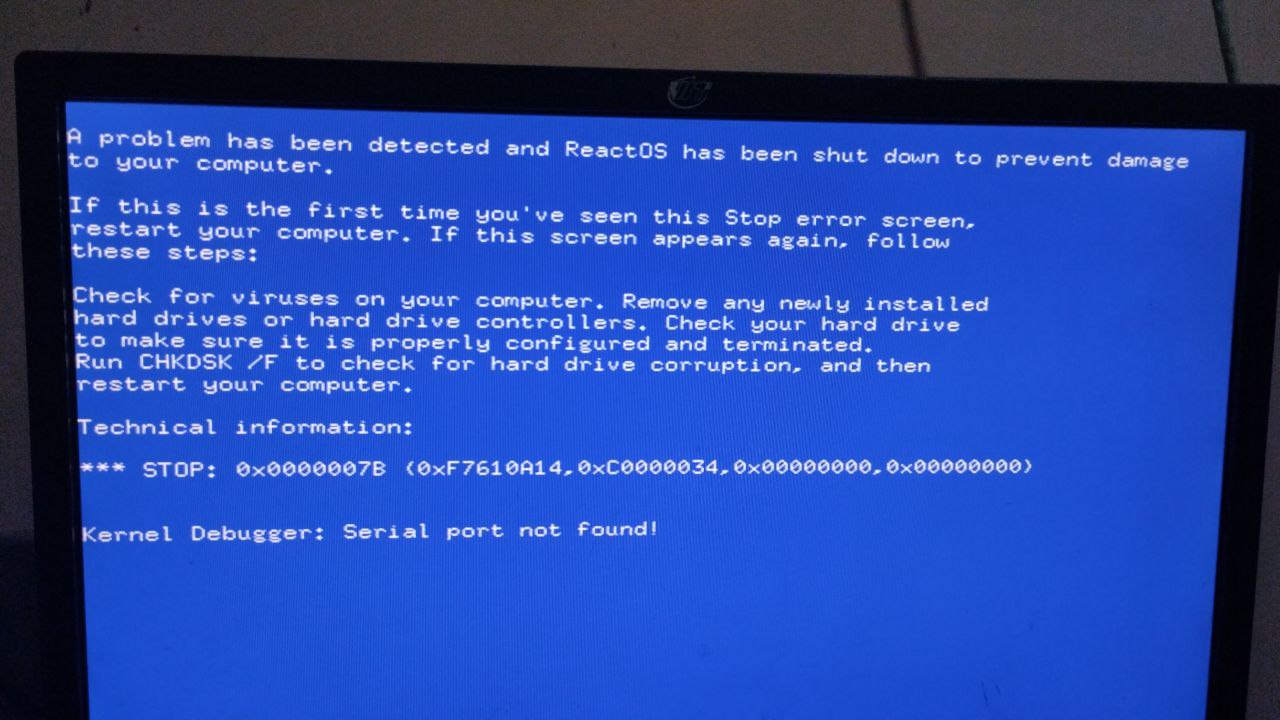 A problem has been detected and ReactOS has been shut down to prevent damage
to your computer.
If this is the first time you've seen this Stop error screen,
restart your computer. If this screen appears again, follow
these steps:
Check for viruses on your computer. Remove any newly installed
hard drives or hard drive controllers. Check your hard drive
to make sure it is properly configured and terminated.
Run CHKDSK /F to check for hard drive corruption, and then
restart your computer.
Technical information:
*** STOP: 0x0000007B (0xF7610A14,0xC0000034,0x00000000,0x00000000)
Kernel Debugger: Serial port not found!